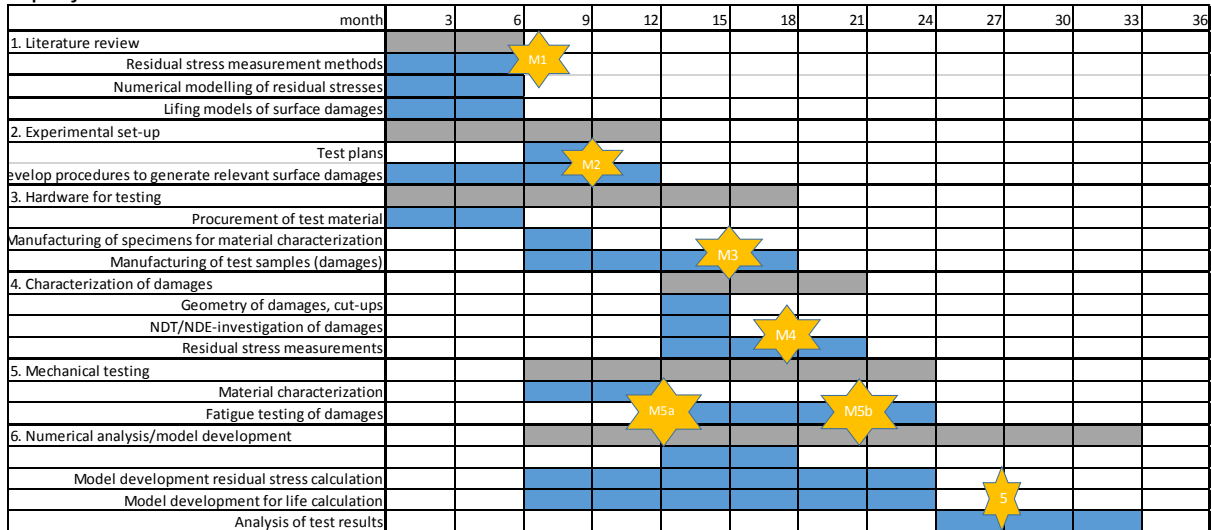 month 3 6 9 12 15 18 21 24 27 30 33 36
1. Literature review
Residual stress measurement methods
M1
Numerical modelling of residual stresses
Lifing models of surface damages
2. Experimental set-up
Test plans
M2
evelop procedures to generate relevant surface damages
3. Hardware for testing
Procurement of test material
Manufacturing of specimens for material characterization
Manufacturing of test samples (damages)
M3
4. Characterization of damages
Geometry of damages, cut-ups
NDT/NDE-investigation of damages
M4
Residual stress measurements
5. Mechanical testing
Material characterization
M5a M5b
Fatigue testing of damages
6. Numerical analysis/model development
Model development residual stress calculation
Model development for life calculation
5
Analysis of test results